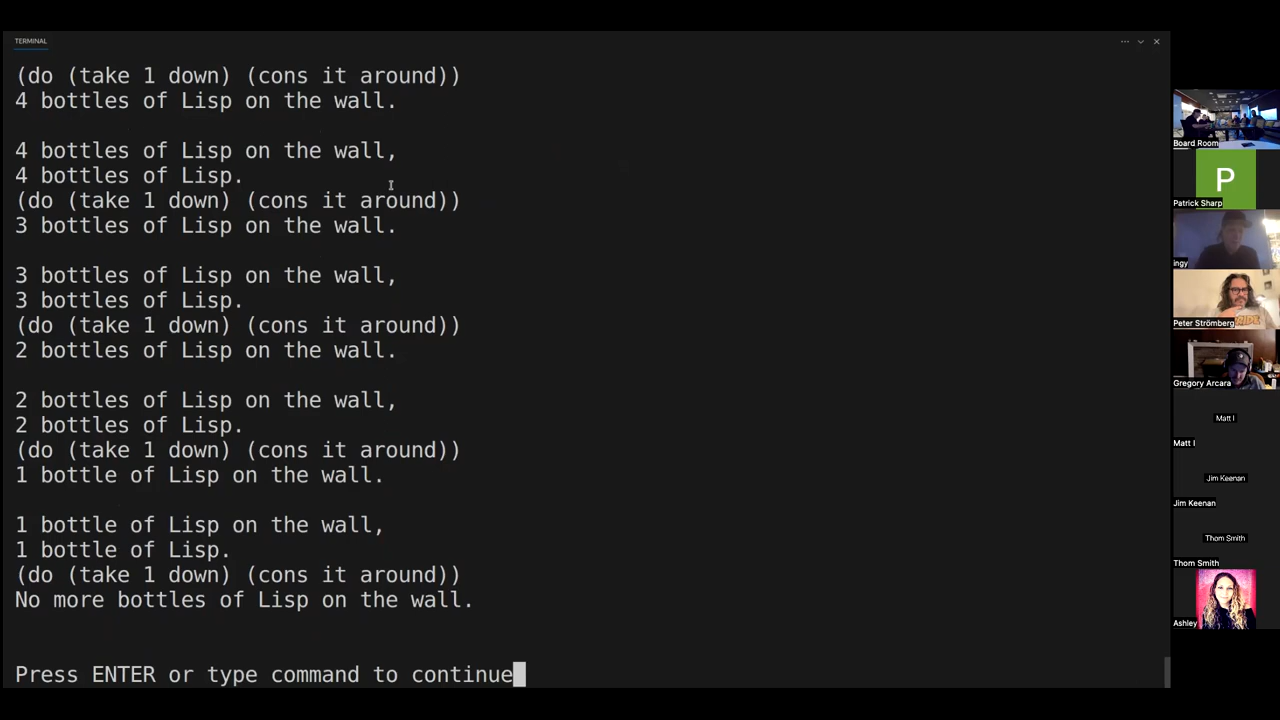 TERMINAL
(do (take 1 down) (cons it around))
4 bottles of Lisp on the wall.
4 bottles of Lisp on the wall,
4 bottles of Lisp.
(do (take 1 down) (cons it around))
3 bottles of Lisp on the wall.
3 bottles of Lisp on the wall,
3 bottles of Lisp.
(do (take 1 down) (cons it around))
2 bottles of Lisp on the wall.
2 bottles of Lisp on the wall,
2 bottles of Lisp.
(do (take 1 down) (cons it around))
1 bottle of Lisp on the wall.
1 bottle of Lisp on the wall,
1 bottle of Lisp.
(do (take 1 down) (cons it around))
No more bottles of Lisp on the wall.
Press ENTER or type command to continue
Board Room
P
Patrick Sharp
ingy
RIDE
Peter Strömberg
Gregory Arcara
Matt I
Matt I
Jim Keenan
Jim Keenan
Thom Smith
Thom Smith
Ashley